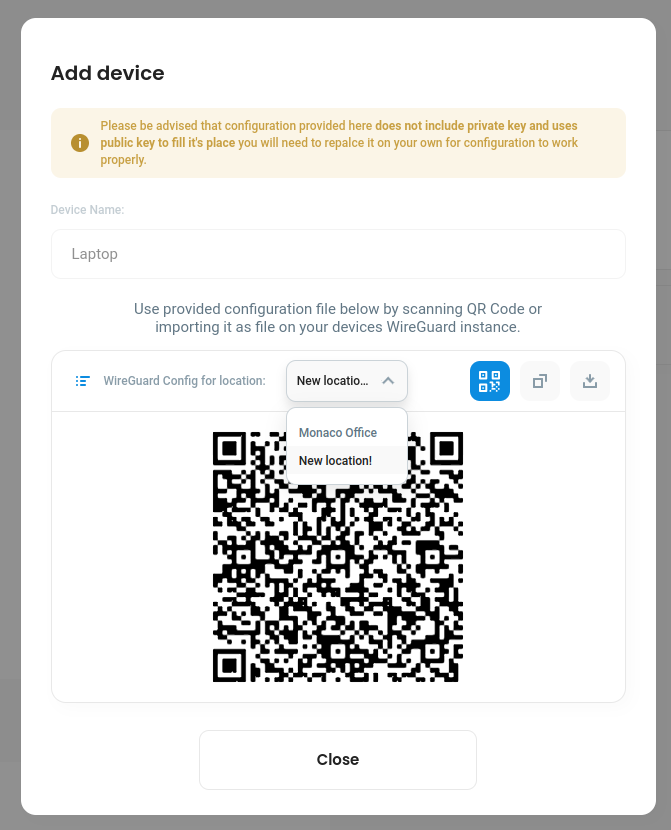 Add device
Please be advised that configuration provided here does not include private key and uses
public key to fill it's place you will need to repalce it on your own for configuration to work
properly.
Device Name:
Laptop
Use provided configuration file below by scanning QR Code or
importing it as file on your devices WireGuard instance.
WireGuard Config for location:
New locatio...
Monaco Office
New location!
Close